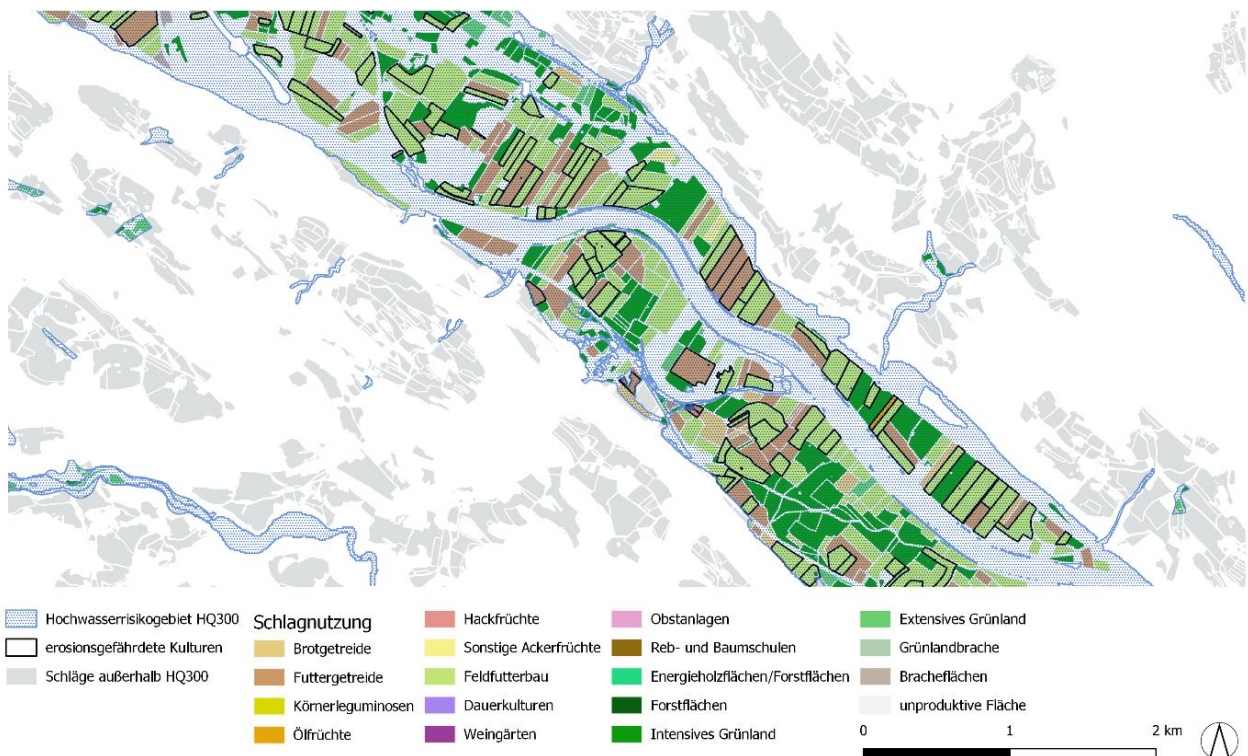 Hochwasserrisikogebiet HQ300
erosionsgefährdete Kulturen
Schläge außerhalb HQ300
Schlagnutzung
Brotgetreide
Futtergetreide
Körnerleguminosen
Ölfrüchte
Hackfrüchte
Sonstige Ackerfrüchte
Feldfutterbau
Dauerkulturen
Weingärten
Obstanlagen
Reb- und Baumschulen
Energieholzflächen/Forstflächen
Forstflächen
Intensives Grünland
Extensives Grünland
Grünlandbrache
Bracheflächen
unproduktive Fläche
0 1 2 km